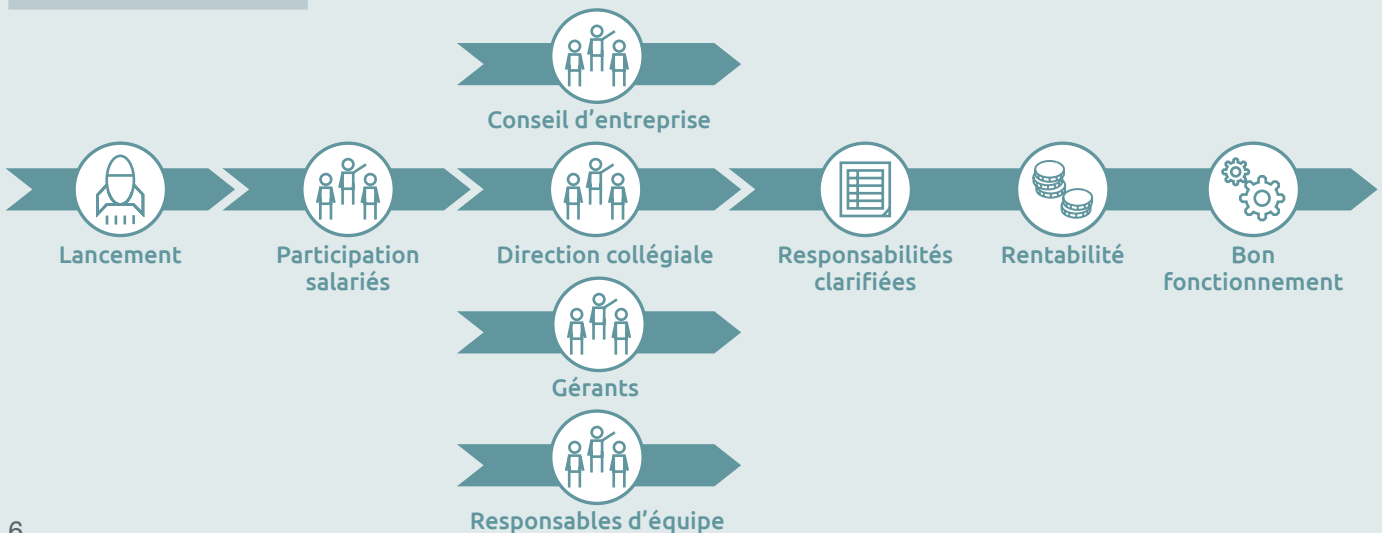 Conseil d'entreprise
Lancement
Participation
salariés
Direction collégiale
Responsabilités
clarifiées
Rentabilité
Bon
fonctionnement
Gérants
Responsables d'équipe
6